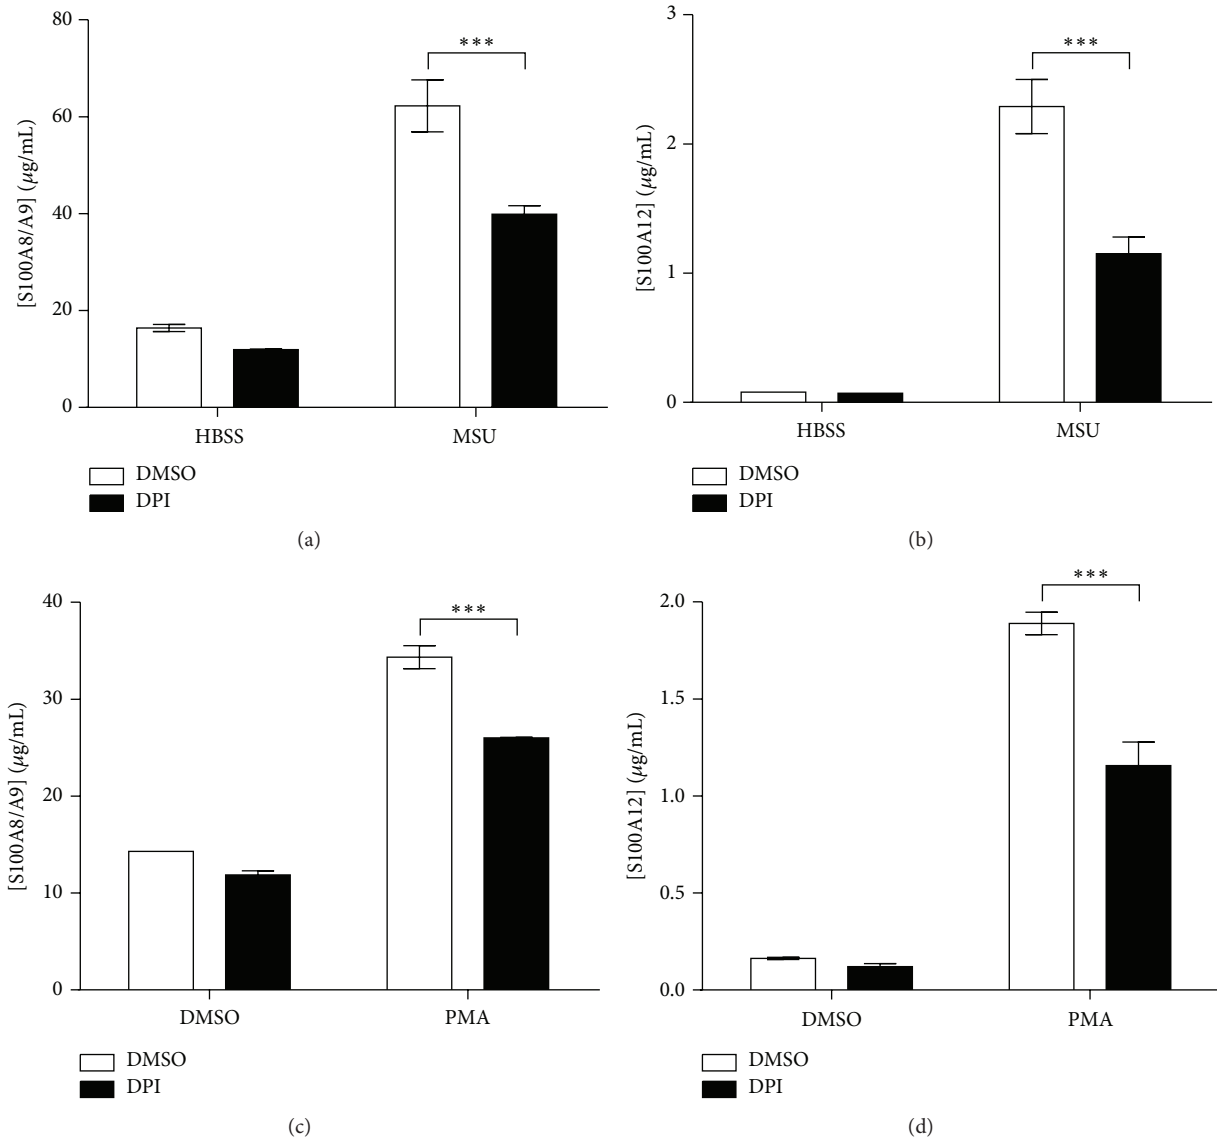 [S100A8/A9] (μg/mL)
80
60
40
20
0
***
HBSS MSU
DMSO
DPI
(a)
[S100A12] (μg/mL)
3
2
1
0
***
HBSS MSU
DMSO
DPI
(b)
[S100A8/A9] (μg/mL)
40
30
20
10
0
***
DMSO PMA
DMSO
DPI
(c)
[S100A12] (μg/mL)
2.0
1.5
1.0
0.5
0.0
***
DMSO PMA
DMSO
DPI
(d)